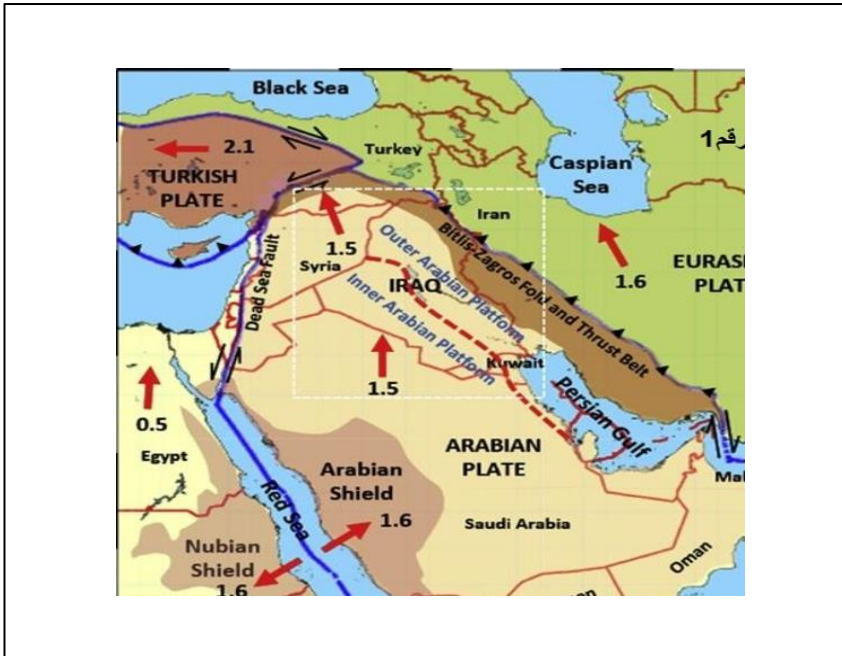 Black Sea
رقم1
2.1
Turkey
Caspian
Sea
TURKISH
PLATE
Iran
1.5
Syria
Outer Arabian Platform
Bitlis-Zagros Fold and Thrust Belt
1.6
EURAS
PLAT
Dead Sea Fault
IRAQ
Inner Arabian Platform
Kuwait
1.5
0.5
Persian Gulf
Egypt
ARABIAN
PLATE
Arabian
Shield
Red Sea
1.6
Saudi Arabia
Nubian
Shield
1.6
Oman